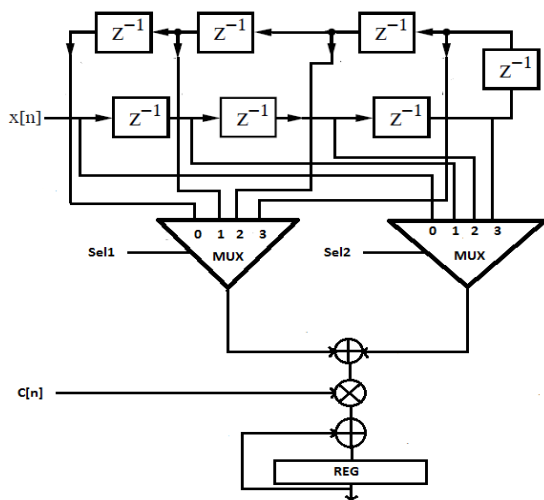 z⁻¹ z⁻¹ z⁻¹
z⁻¹
x[n] z⁻¹ z⁻¹ z⁻¹
0 1 2 3 0 1 2 3
Sel1 MUX Sel2 MUX
C[n]
REG